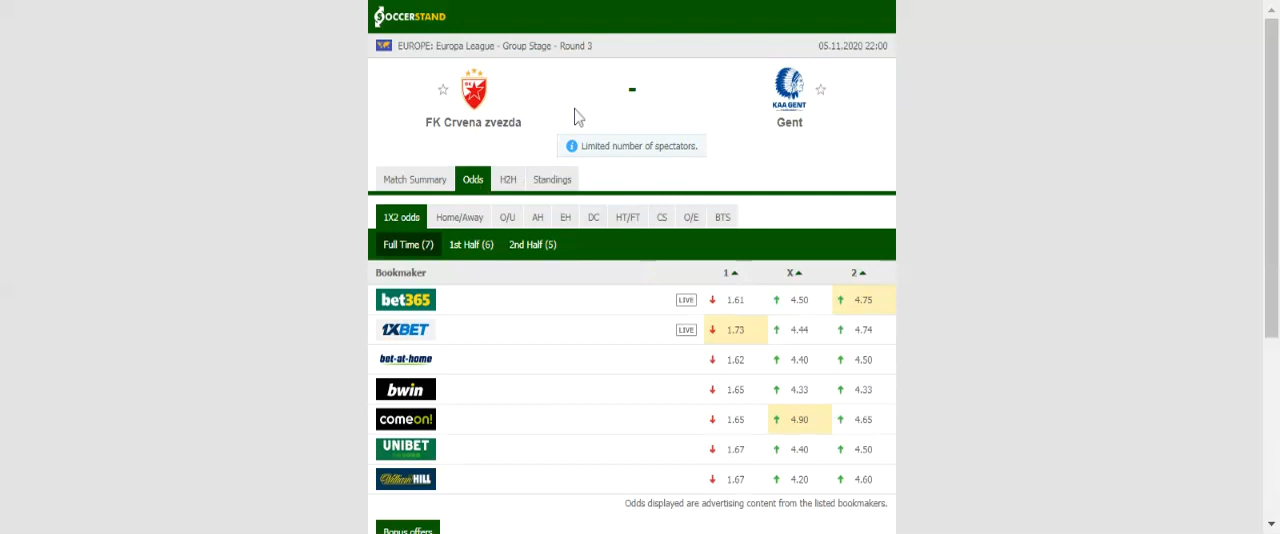 SOCCERSTAND
EUROPE: Europa League - Group Stage - Round 3 05.11.2020 22:00
-
KAA GENT
FK Crvena zvezda Gent
Limited number of spectators.
Match Summary Odds H2H Standings
1X2 odds Home/Away O/U AH EH DC HT/FT CS O/E BTS
Full Time (7) 1st Half (6) 2nd Half (5)
Bookmaker 1 X 2
bet365 LIVE 1.61 4.50 4.75
1XBET LIVE 1.73 4.44 4.74
bet-at-home 1.62 4.40 4.50
bwin 1.65 4.33 4.33
comeon! 1.65 4.90 4.65
UNIBET 1.67 4.40 4.50
William HILL 1.67 4.20 4.60
Odds displayed are advertising content from the listed bookmakers.
Bonus offers